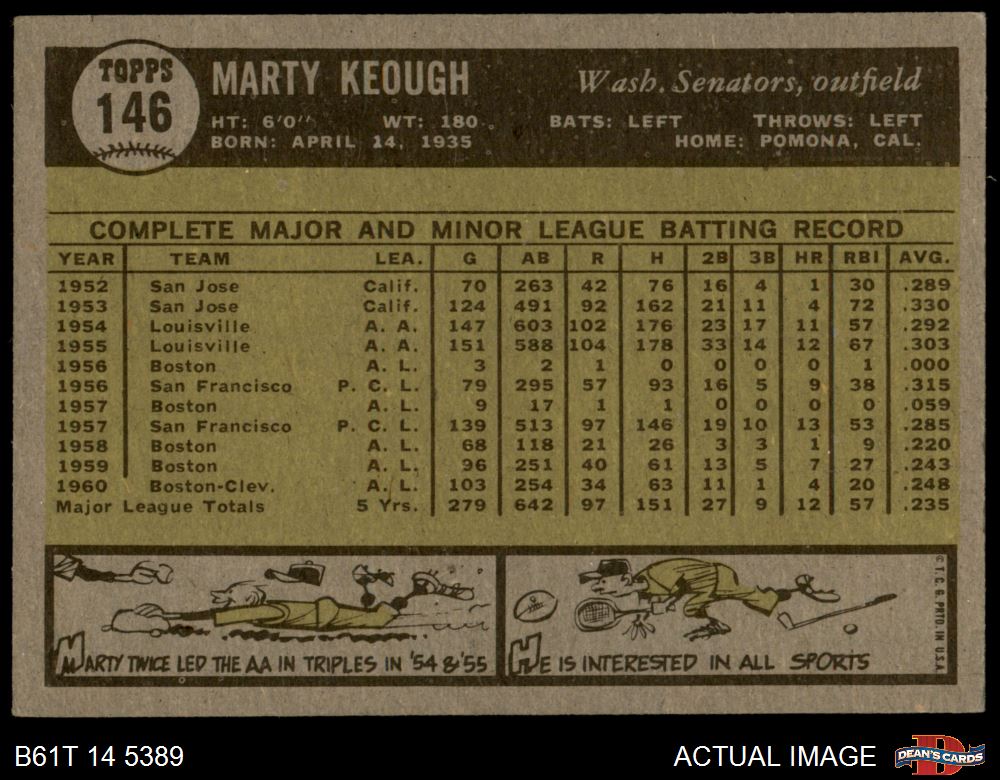 TOPPS
146
MARTY KEOUGH
Wash. Senators, outfield
HT: 6'0" WT: 180. BATS: LEFT THROWS: LEFT
BORN: APRIL 14, 1935 HOME: POMONA, CAL.
COMPLETE MAJOR AND MINOR LEAGUE BATTING RECORD
YEAR TEAM LEA. G AB R H 2B 3B HR RBI AVG.
1952 San Jose Calif. 70 263 42 76 16 4 1 30 .289
1953 San Jose Calif. 124 491 92 162 21 11 4 72 .330
1954 Louisville A. A. 147 603 102 176 23 17 11 57 .292
1955 Louisville A. A. 151 588 104 178 33 14 12 67 .303
1956 Boston A. L. 3 2 1 0 0 0 0 1 .000
1956 San Francisco P. C. L. 79 295 57 93 16 5 9 38 .315
1957 Boston A. L. 9 17 1 1 0 0 0 0 .059
1957 San Francisco P. C. L. 139 513 97 146 19 10 13 53 .285
1958 Boston A. L. 68 118 21 26 3 3 1 9 .220
1959 Boston A. L. 96 251 40 61 13 5 7 27 .243
1960 Boston-Clev. A. L. 103 254 34 63 11 1 4 20 .248
Major League Totals 5 Yrs. 279 642 97 151 27 9 12 57 .235
MARTY TWICE LED THE AA IN TRIPLES IN '54 & '55
HE IS INTERESTED IN ALL SPORTS
© T. C. G. PRTD. IN U.S.A.
B61T 14 5389
ACTUAL IMAGE
D
DEAN'S CARDS